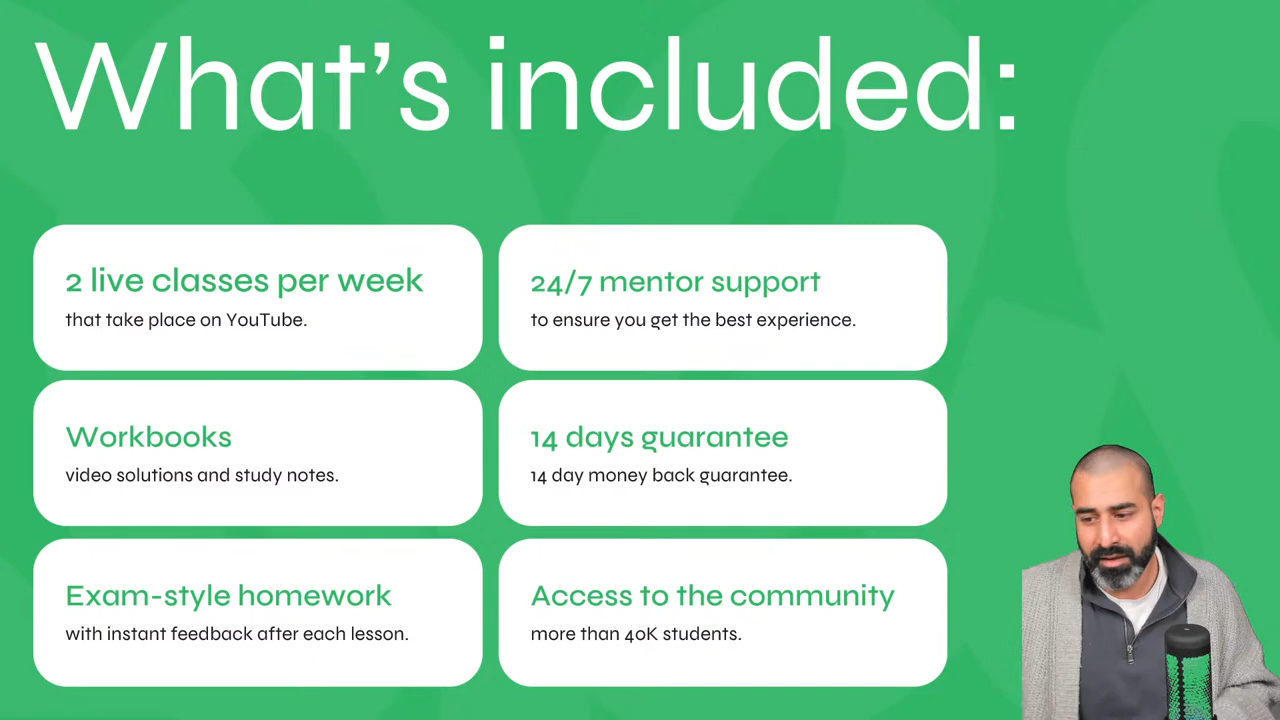 What’s included:
2 live classes per week
that take place on YouTube.
24/7 mentor support
to ensure you get the best experience.
Workbooks
video solutions and study notes.
14 days guarantee
14 day money back guarantee.
Exam-style homework
with instant feedback after each lesson.
Access to the community
more than 40K students.